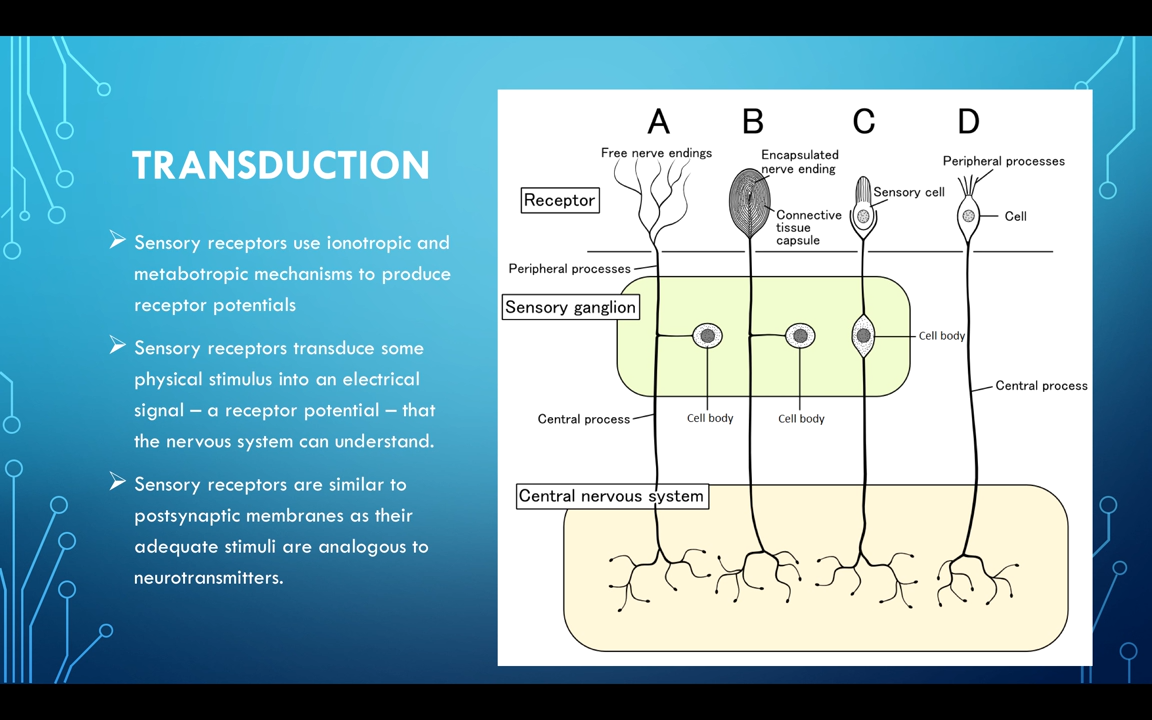 TRANSDUCTION
Sensory receptors use ionotropic and
metabotropic mechanisms to produce
receptor potentials
Sensory receptors transduce some
physical stimulus into an electrical
signal – a receptor potential – that
the nervous system can understand.
Sensory receptors are similar to
postsynaptic membranes as their
adequate stimuli are analogous to
neurotransmitters.
A B C D
Free nerve endings
Encapsulated
nerve ending
Peripheral processes
Receptor
Sensory cell
Connective
tissue
capsule
Cell
Peripheral processes
Sensory ganglion
Cell body
Central process
Central process
Cell body
Cell body
Central nervous system